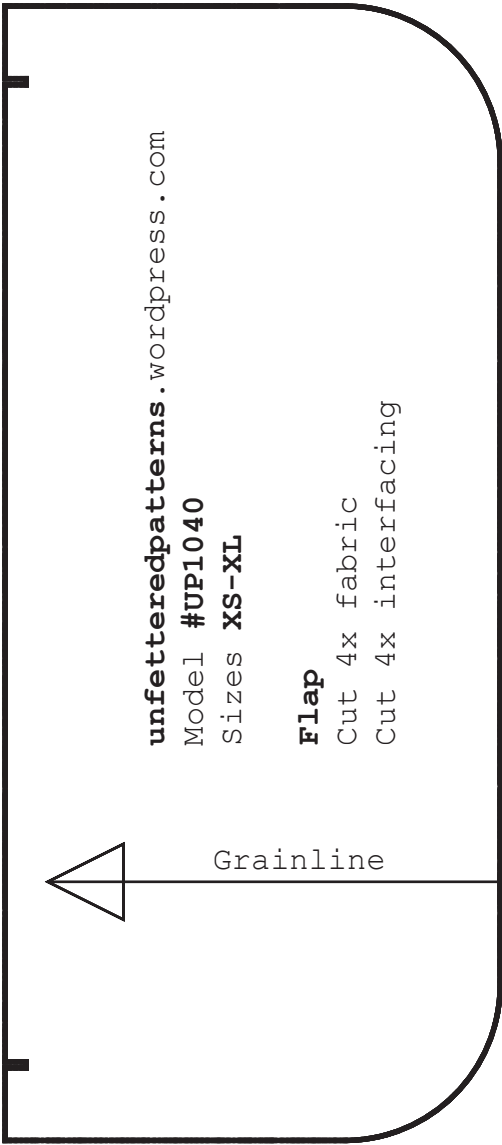 unfetteredpatterns.wordpress.com
Model #UP1040
Sizes XS-XL
Flap
Cut 4x fabric
Cut 4x interfacing
Grainline